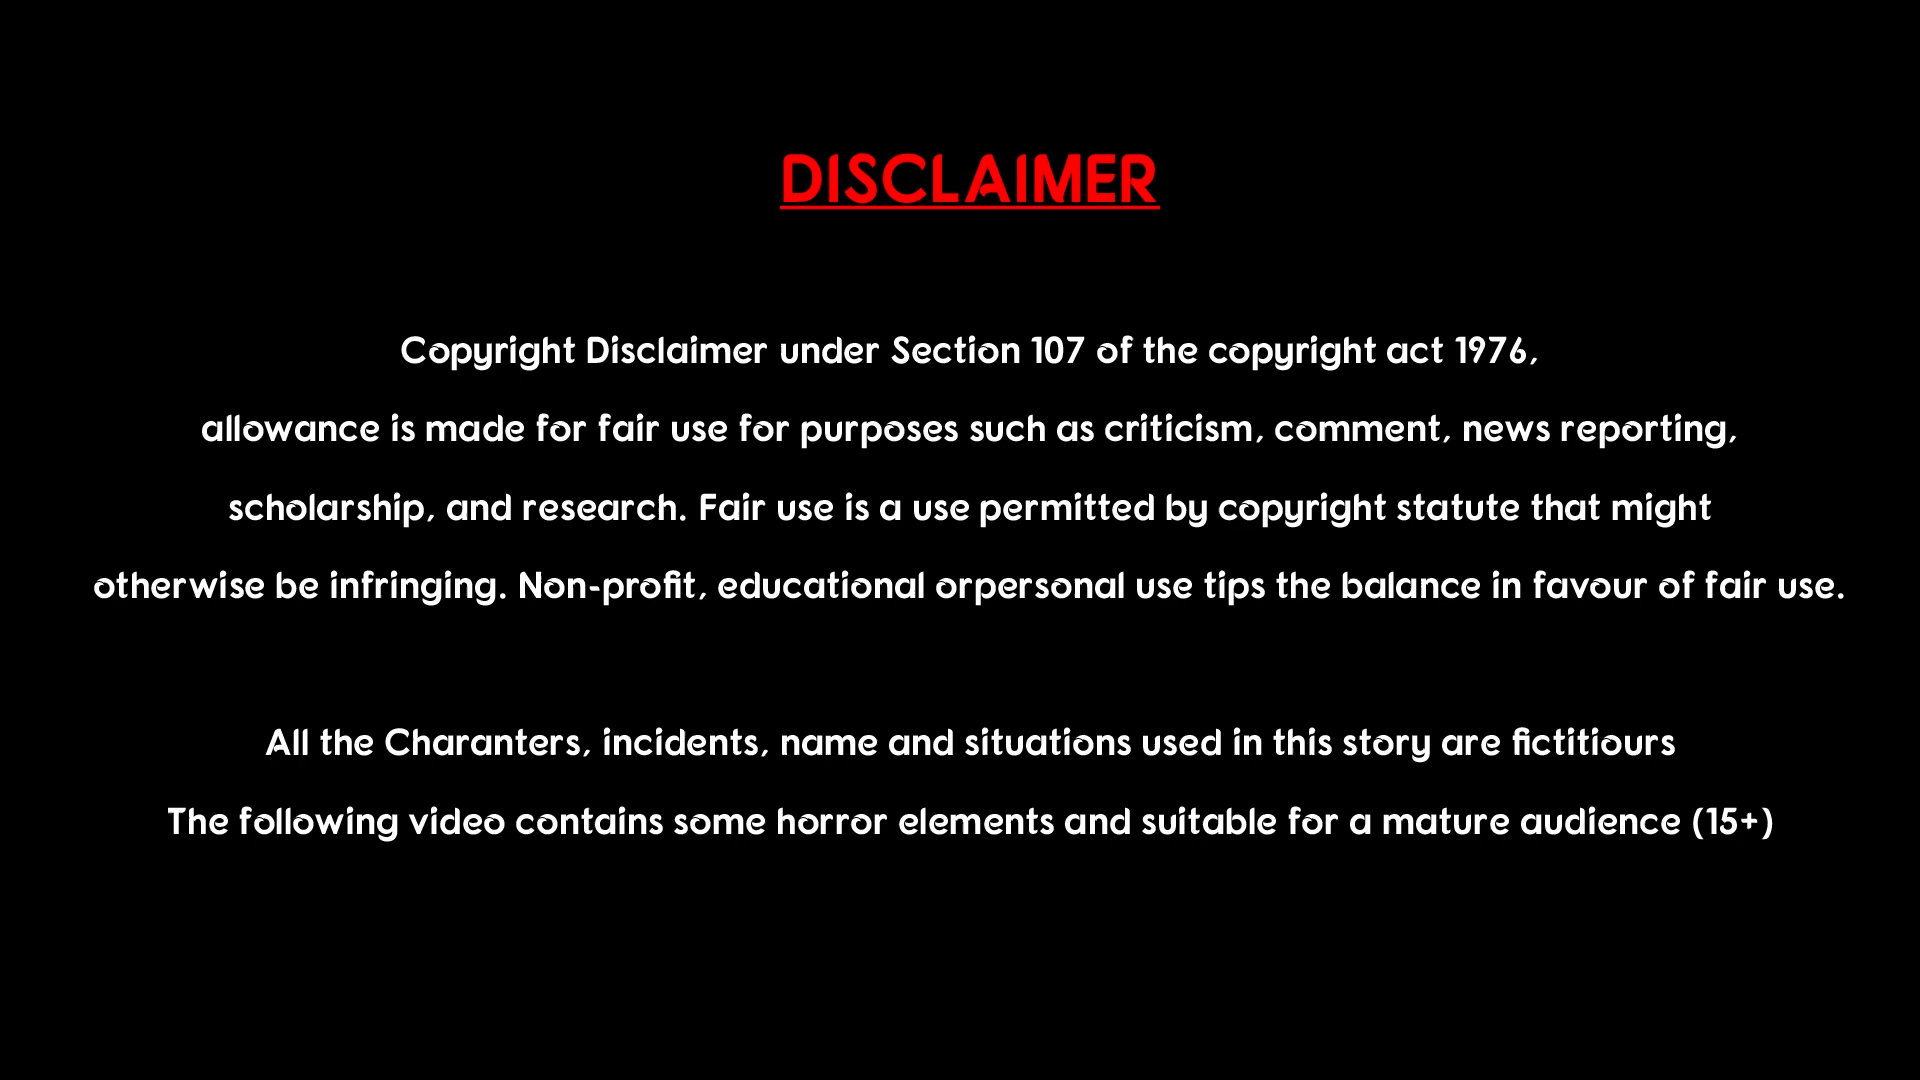 DISCLAIMER
Copyright Disclaimer under Section 107 of the copyright act 1976,
allowance is made for fair use for purposes such as criticism, comment, news reporting,
scholarship, and research. Fair use is a use permitted by copyright statute that might
otherwise be infringing. Non-profit, educational orpersonal use tips the balance in favour of fair use.
All the Charanters, incidents, name and situations used in this story are fictitiours
The following video contains some horror elements and suitable for a mature audience (15+)